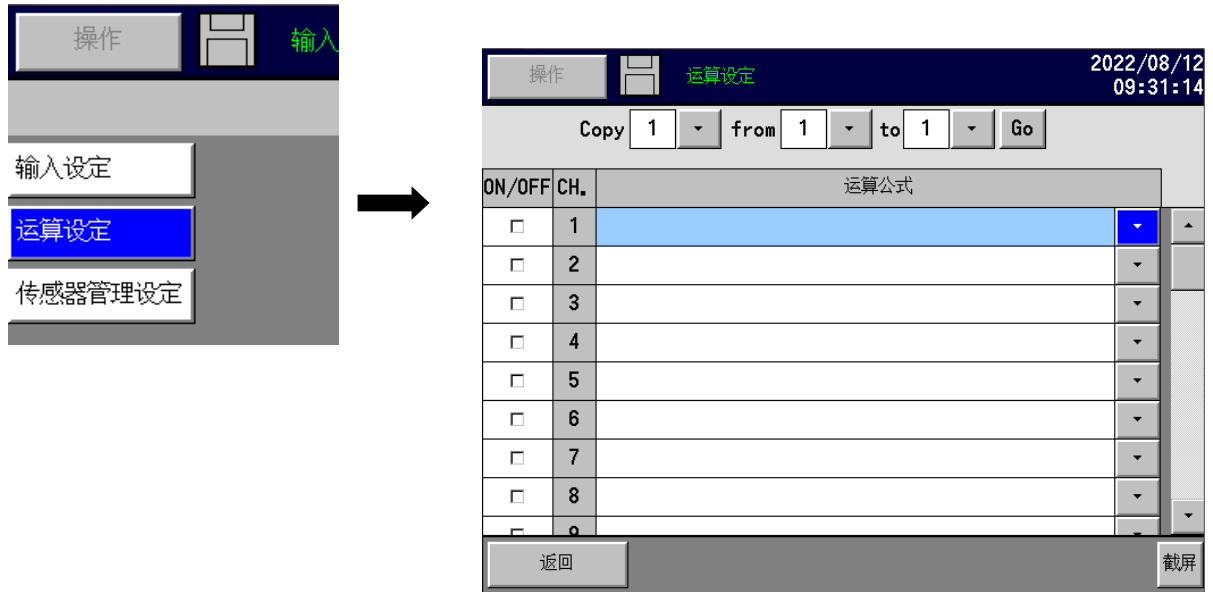 操作 输入
输入设定
运算设定
传感器管理设定
操作 运算设定 2022/08/12
09:31:14
Copy 1 from 1 to 1 Go
ON/OFF CH. 运算公式
1
2
3
4
5
6
7
8
9
返回 截屏